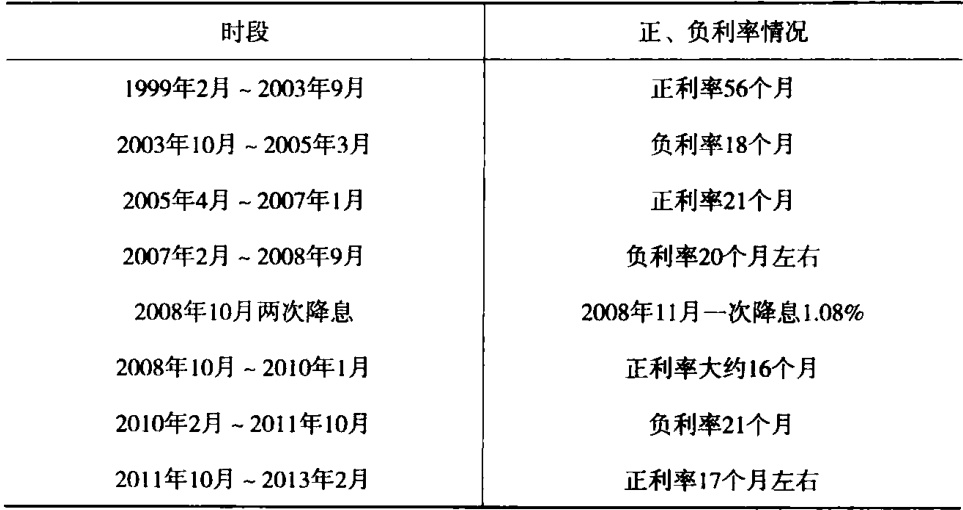 时段 正、负利率情况
1999年2月~2003年9月 正利率56个月
2003年10月~2005年3月 负利率18个月
2005年4月~2007年1月 正利率21个月
2007年2月~2008年9月 负利率20个月左右
2008年10月两次降息 2008年11月一次降息1.08%
2008年10月~2010年1月 正利率大约16个月
2010年2月~2011年10月 负利率21个月
2011年10月~2013年2月 正利率17个月左右